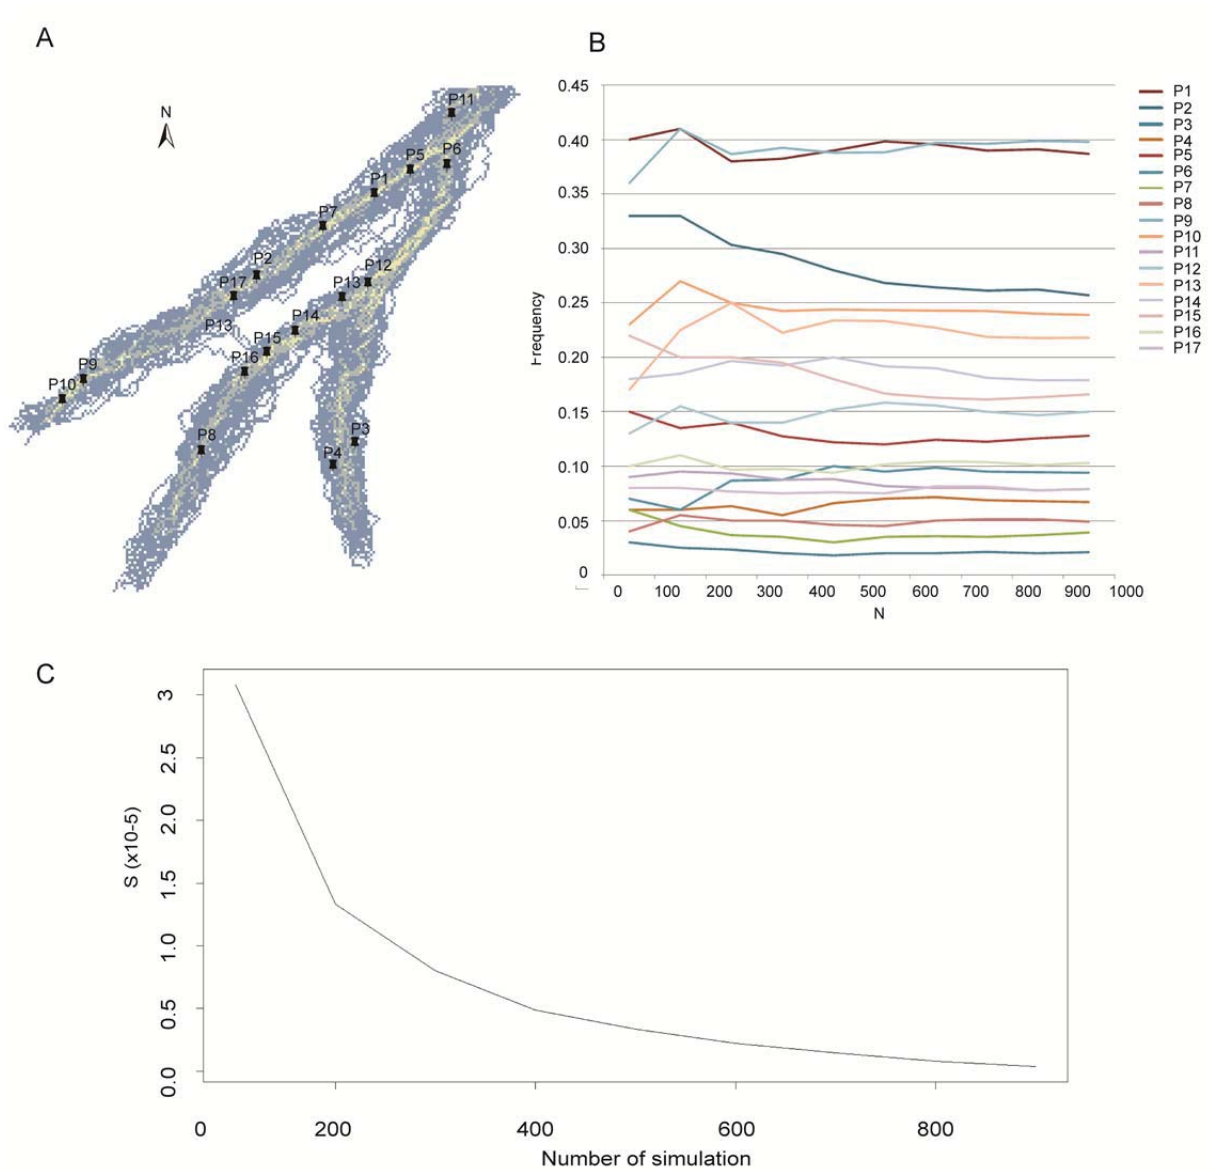 A
N
P11
P6
P5
P1
P7
P2
P12
P17
P13
P13
P14
P15
P16
P9
P10
P8
P3
P4
B
0.45
0.40
0.35
0.30
0.25
0.20
0.15
0.10
0.05
0
Frequency
0 100 200 300 400 500 600 700 800 900 1000
N
P1
P2
P3
P4
P5
P6
P7
P8
P9
P10
P11
P12
P13
P14
P15
P16
P17
C
3
2.5
2.0
1.5
1.0
0.5
0.0
S (x10-5)
0 200 400 600 800
Number of simulation